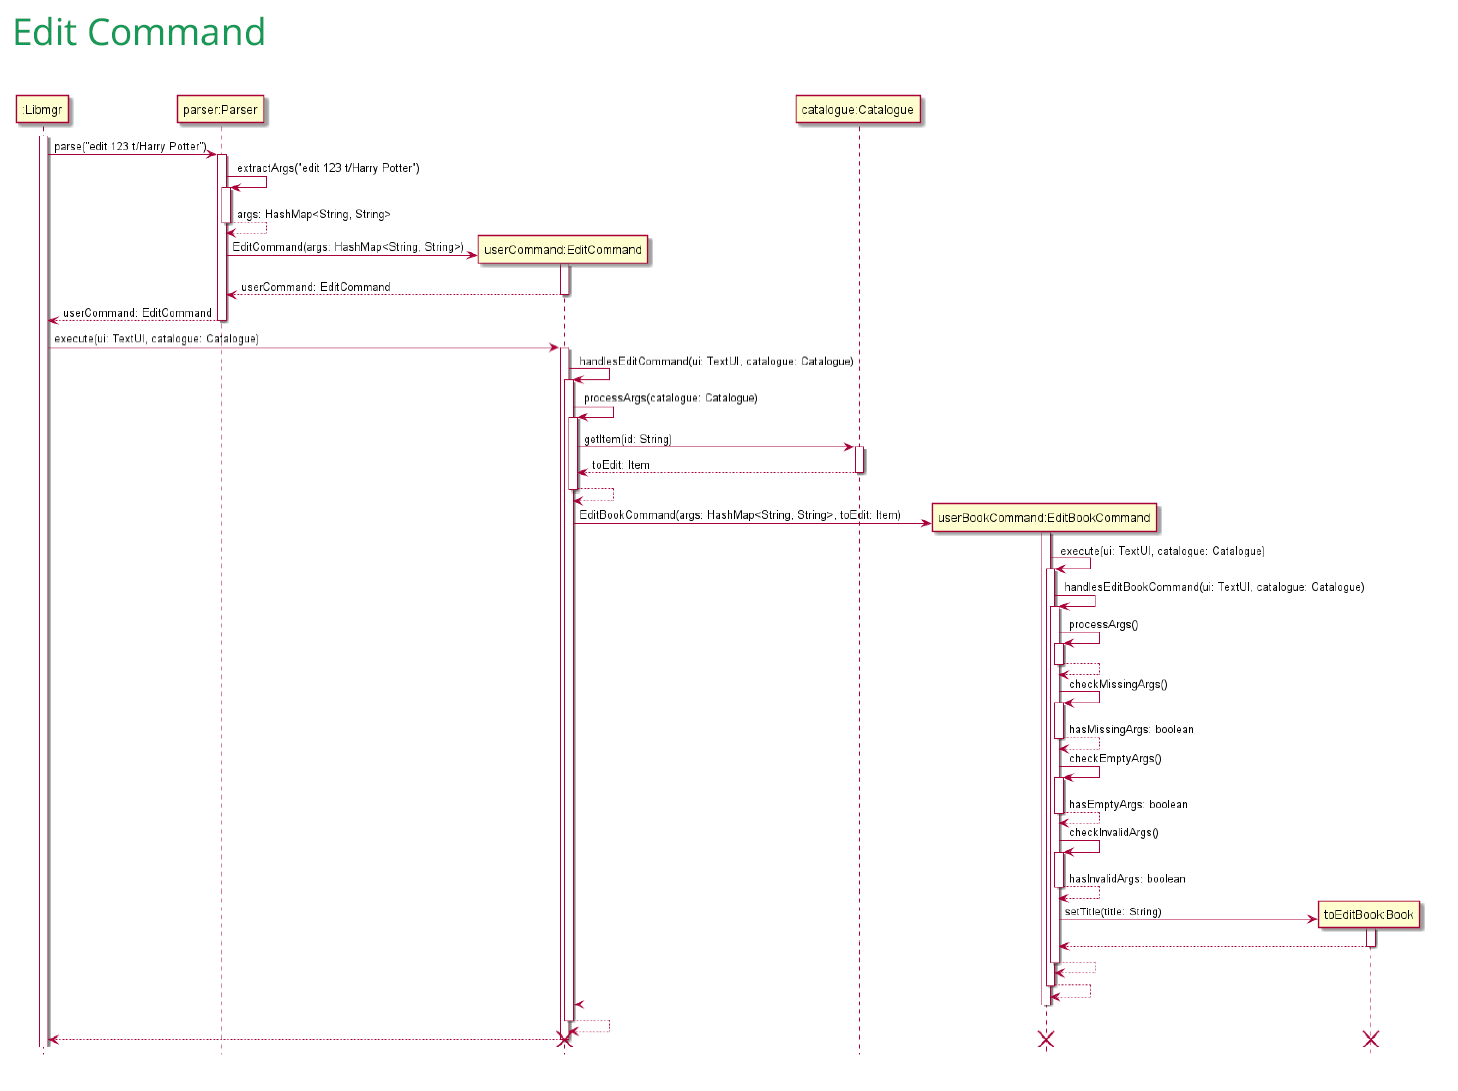 Edit Command
:Libmgr
parser:Parser
catalogue:Catalogue
parse("edit 123 t/Harry Potter")
extractArgs("edit 123 t/Harry Potter")
args: HashMap<String, String>
EditCommand(args: HashMap<String, String>)
userCommand:EditCommand
userCommand: EditCommand
userCommand: EditCommand
execute(ui: TextUI, catalogue: Catalogue)
handlesEditCommand(ui: TextUI, catalogue: Catalogue)
processArgs(catalogue: Catalogue)
getItem(id: String)
toEdit: Item
EditBookCommand(args: HashMap<String, String>, toEdit: Item)
userBookCommand:EditBookCommand
execute(ui: TextUI, catalogue: Catalogue)
handlesEditBookCommand(ui: TextUI, catalogue: Catalogue)
processArgs()
checkMissingArgs()
hasMissingArgs: boolean
checkEmptyArgs()
hasEmptyArgs: boolean
checkInvalidArgs()
hasInvalidArgs: boolean
setTitle(title: String)
toEditBook:Book